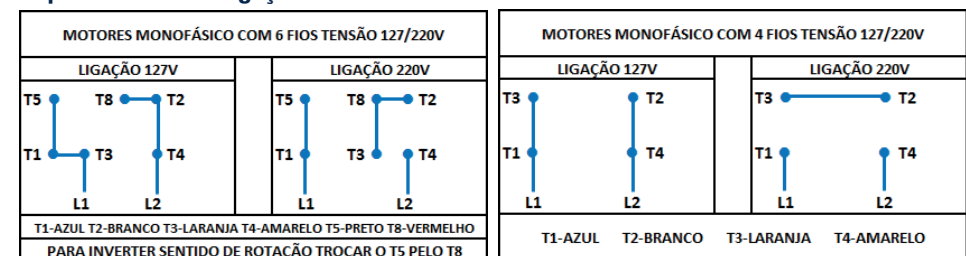 MOTORES MONOFÁSICO COM 6 FIOS TENSÃO 127/220V
LIGAÇÃO 127V LIGAÇÃO 220V
T5 T8 T2 T5 T8 T2
T1 T3 T4 T1 T3 T4
L1 L2 L1 L2
T1-AZUL T2-BRANCO T3-LARANJA T4-AMARELO T5-PRETO T8-VERMELHO
PARA INVERTER SENTIDO DE ROTAÇÃO TROCAR O T5 PELO T8
MOTORES MONOFÁSICO COM 4 FIOS TENSÃO 127/220V
LIGAÇÃO 127V LIGAÇÃO 220V
T3 T2 T3 T2
T1 T4 T1 T4
L1 L2 L1 L2
T1-AZUL T2-BRANCO T3-LARANJA T4-AMARELO